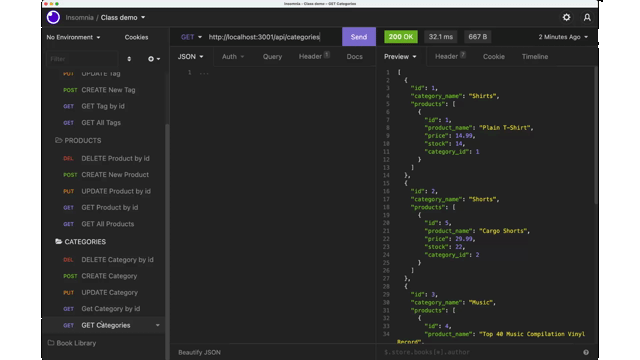 Insomnia – Class demo – GET Categories
Insomnia / Class demo
No Environment
Cookies
GET http://localhost:3001/api/categories
Send
200 OK
32.1 ms
667 B
2 Minutes Ago
Filter
JSON
Auth
Query
Header 1
Docs
Preview
Header 7
Cookie
Timeline
PUT UPDATE Tag
POST CREATE New Tag
GET GET Tag by id
GET GET All Tags
PRODUCTS
DEL DELETE Product by id
POST CREATE New Product
PUT UPDATE Product by id
GET GET Product by id
GET GET All Products
CATEGORIES
DEL DELETE Category by id
POST CREATE Category
PUT UPDATE Category
GET Get Category by id
GET GET Categories
Book Library
1 ...
Beautify JSON
1 [
2 {
3 "id": 1,
4 "category_name": "Shirts",
5 "products": [
6 {
7 "id": 1,
8 "product_name": "Plain T-Shirt",
9 "price": 14.99,
10 "stock": 14,
11 "category_id": 1
12 }
13 ]
14 },
15 {
16 "id": 2,
17 "category_name": "Shorts",
18 "products": [
19 {
20 "id": 5,
21 "product_name": "Cargo Shorts",
22 "price": 29.99,
23 "stock": 22,
24 "category_id": 2
25 }
26 ]
27 },
28 {
29 "id": 3,
30 "category_name": "Music",
31 "products": [
32 {
33 "id": 4,
34 "product_name": "Top 40 Music Compilation Vinyl
Record",
$.store.books[*].author